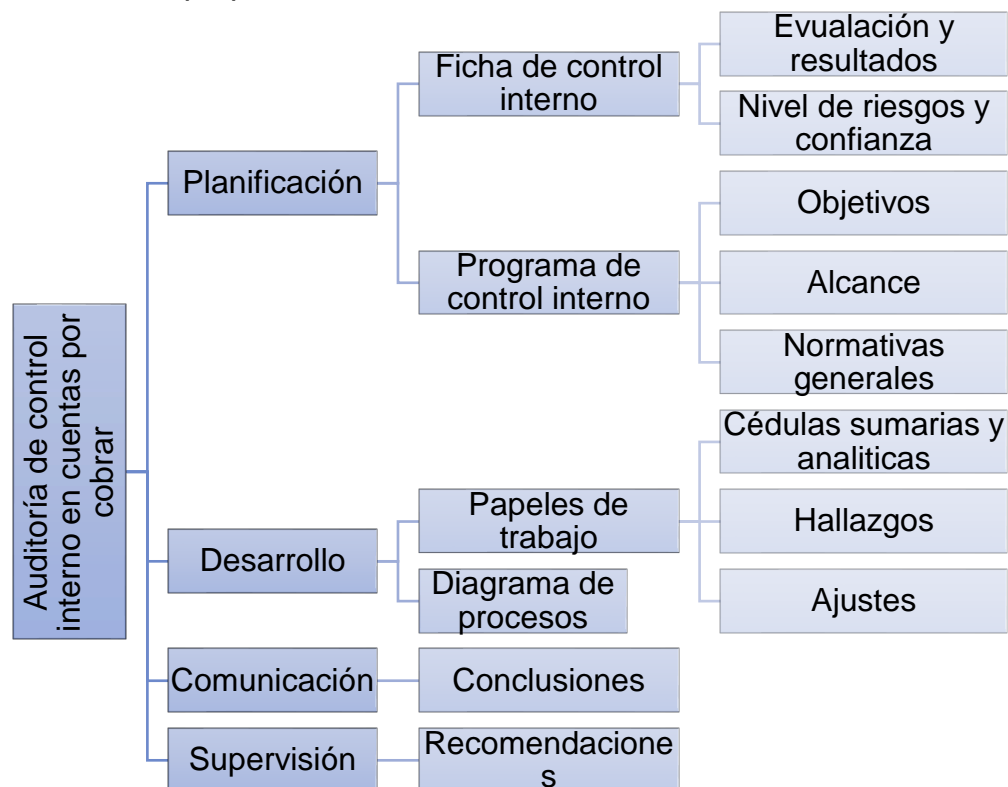 Auditoría de control
interno en cuentas por
cobrar
Planificación
Ficha de control
interno
Evualación y
resultados
Nivel de riesgos y
confianza
Programa de
control interno
Objetivos
Alcance
Normativas
generales
Desarrollo
Papeles de
trabajo
Cédulas sumarias y
analiticas
Hallazgos
Ajustes
Diagrama de
procesos
Comunicación
Conclusiones
Supervisión
Recomendacione
s